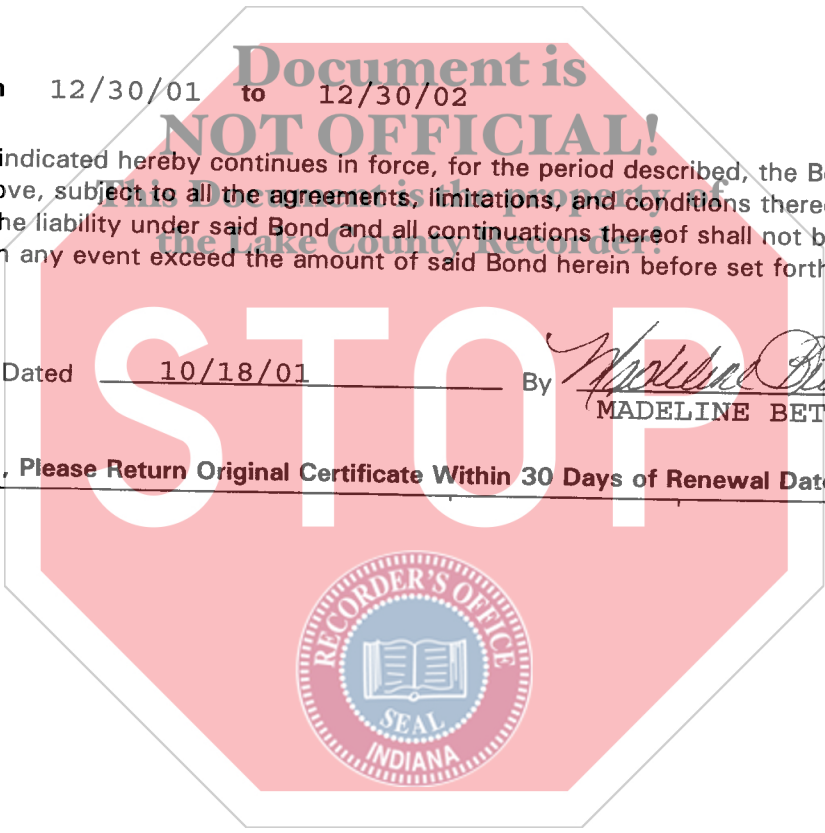 12/30/01 to 12/30/02
Document is
NOT OFFICIAL!
This Document is the property of
the Lake County Recorder!
indicated hereby continues in force, for the period described, the
subject to all the agreements, limitations, and conditions
liability under said Bond and all continuations thereof shall not
any event exceed the amount of said Bond herein before set forth
STOP
Dated 10/18/01 By
MADELINE BET
, Please Return Original Certificate Within 30 Days of Renewal Date
RECORDER'S OFFICE
SEAL
INDIANA